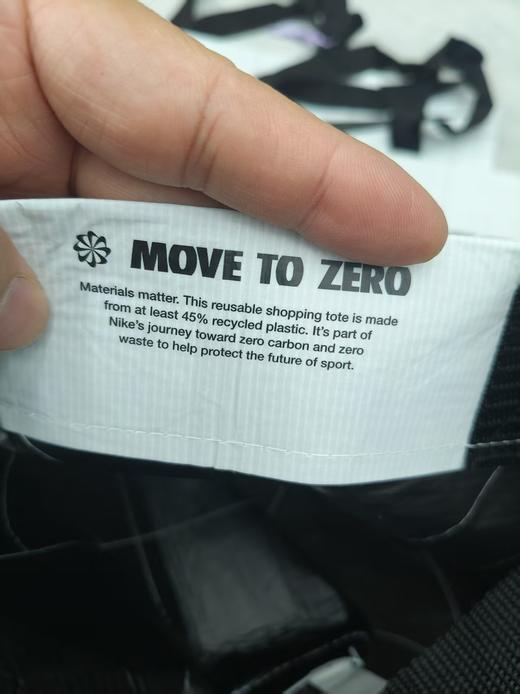 MOVE TO ZERO
Materials matter. This reusable shopping tote is made
from at least 45% recycled plastic. It's part of
Nike's journey toward zero carbon and zero
waste to help protect the future of sport.